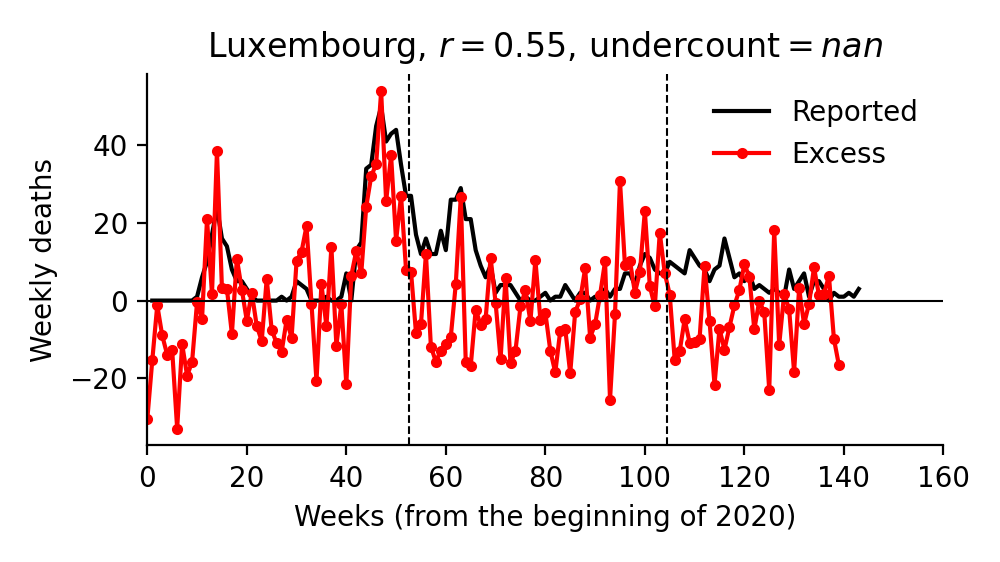 Luxembourg, r = 0.55, undercount = nan
Reported
Excess
Weekly deaths
40
20
0
−20
0 20 40 60 80 100 120 140 160
Weeks (from the beginning of 2020)